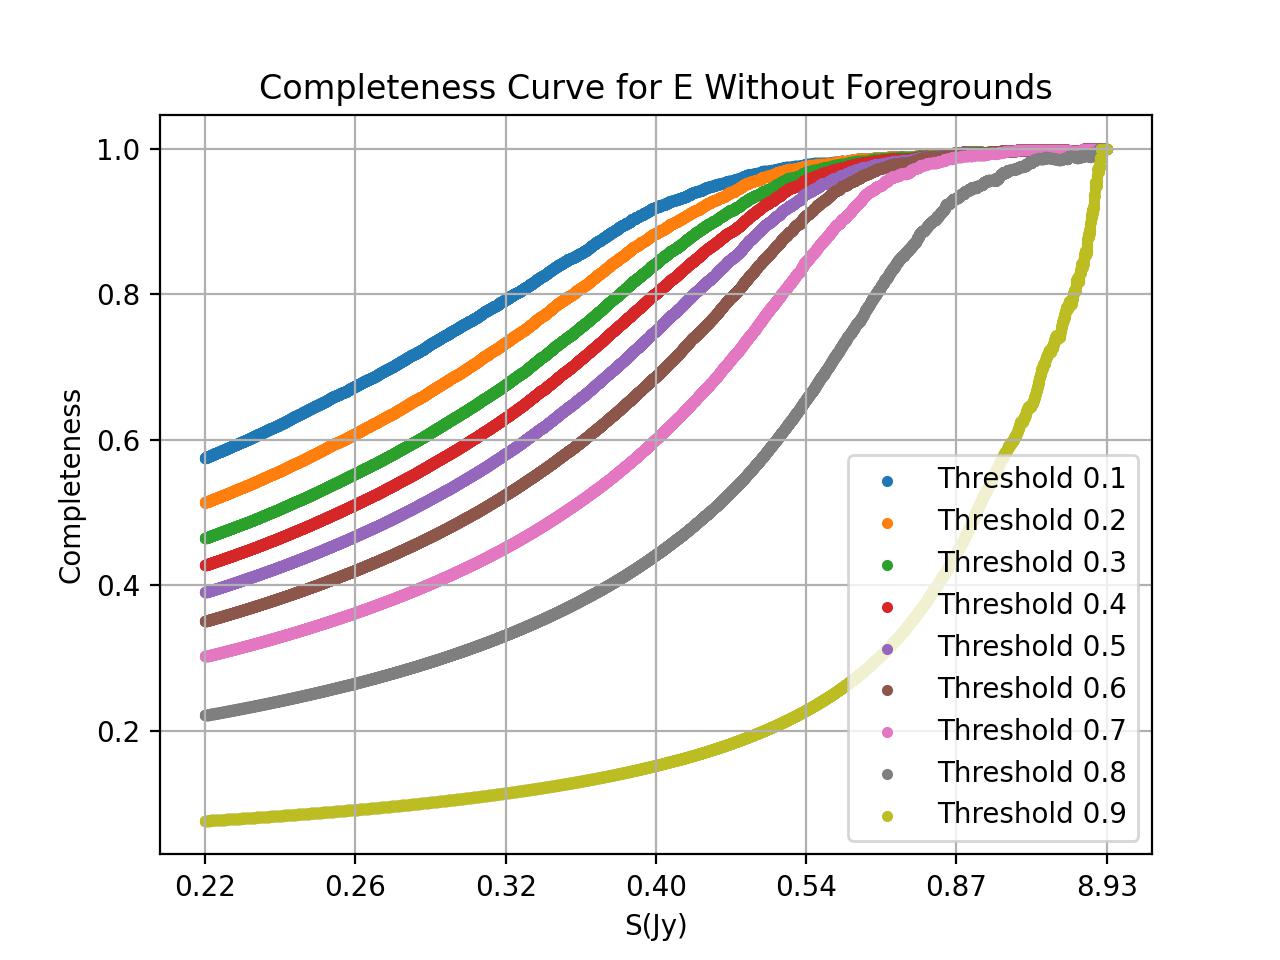 Completeness Curve for E Without Foregrounds
1.0
0.8
0.6
0.4
0.2
Completeness
Threshold 0.1
Threshold 0.2
Threshold 0.3
Threshold 0.4
Threshold 0.5
Threshold 0.6
Threshold 0.7
Threshold 0.8
Threshold 0.9
0.22 0.26 0.32 0.40 0.54 0.87 8.93
S(Jy)